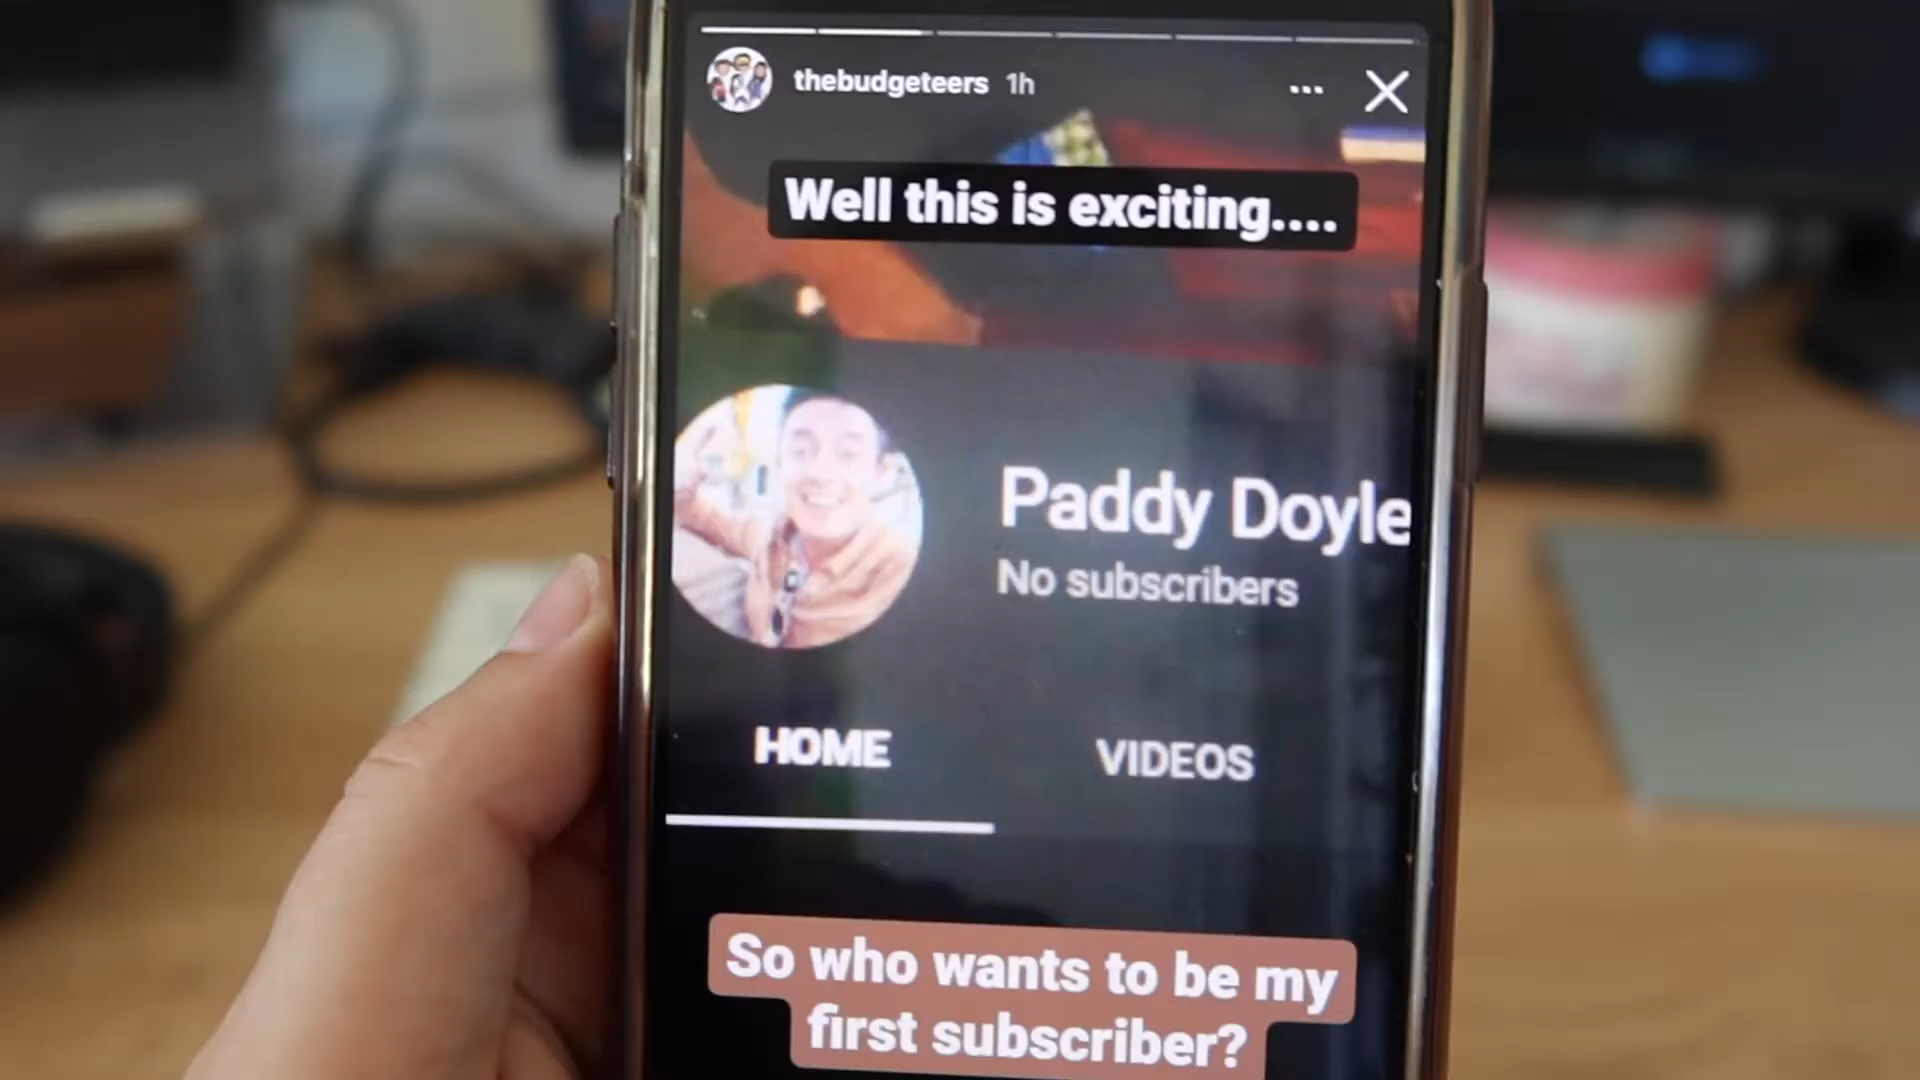 thebudgeteers 1h
Well this is exciting....
Paddy Doyle
No subscribers
HOME VIDEOS
So who wants to be my
first subscriber?